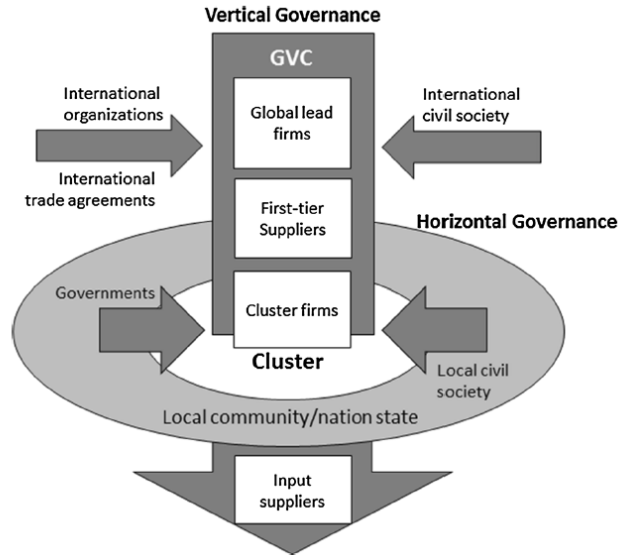 Vertical Governance
GVC
Global lead
firms
International
organizations
International
trade agreements
International
civil society
First-tier
Suppliers
Horizontal Governance
Governments
Cluster firms
Cluster
Local civil
society
Local community/nation state
Input
suppliers